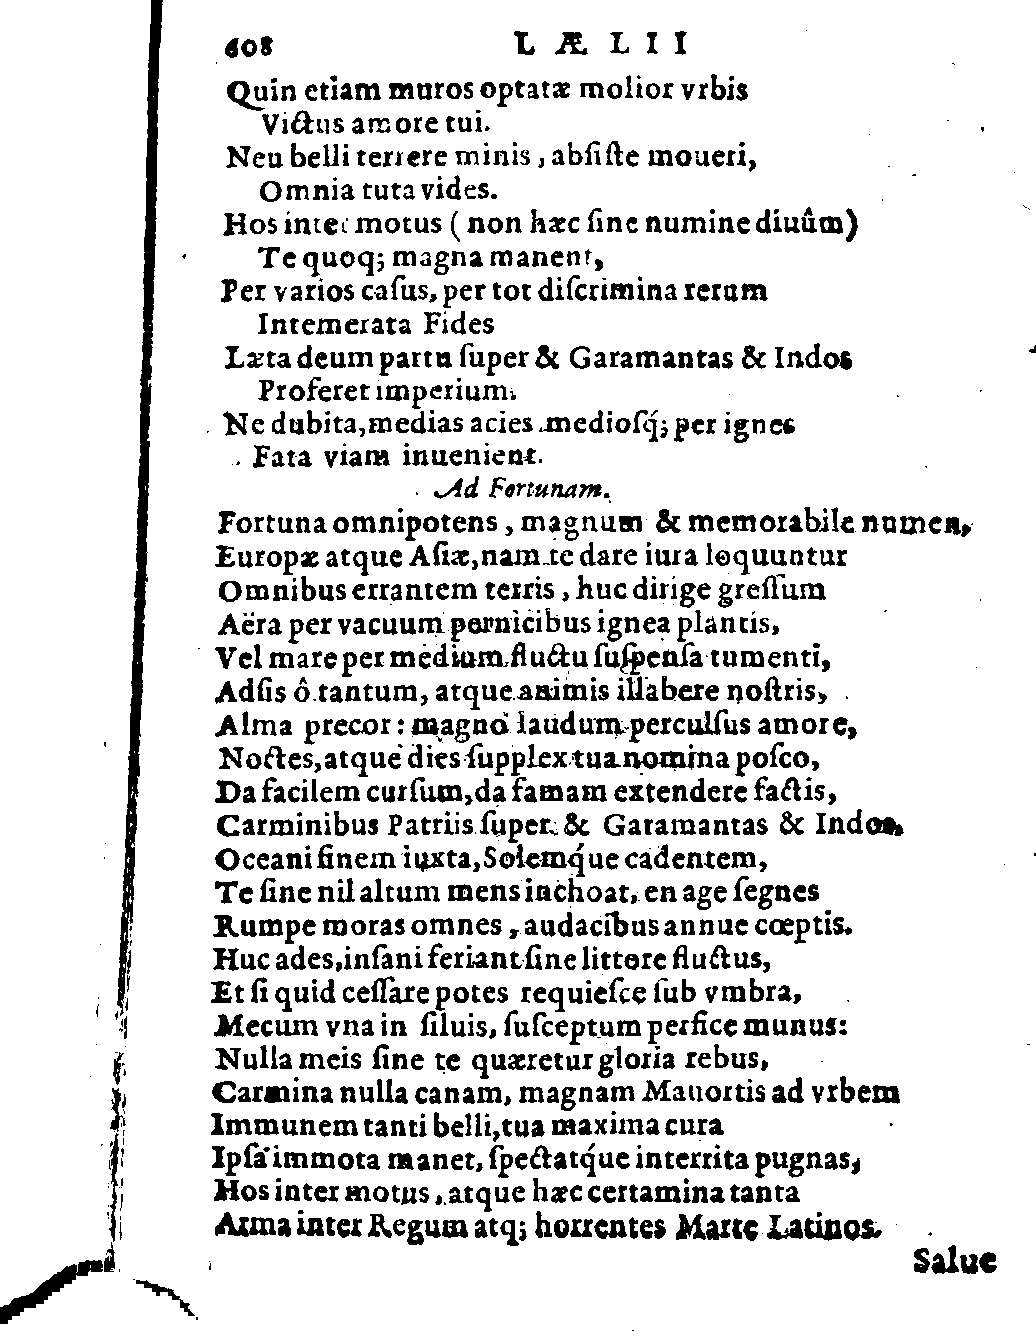 608 LÆLII
Quin etiam muros optatæ molior vrbis
Victus amore tui.
Neu belli terrere minis, absiste moueri,
Omnia tuta vides.
Hos inter motus (non hæc sine numine diuûm)
Te quoq; magna manent,
Per varios casus, per tot discrimina rerum
Intemerata Fides
Læta deum partu super & Garamantas & Indos
Proferet imperium.
Ne dubita, medias acies mediosq́; per ignes
Fata viam inuenient.
Ad Fortunam.
Fortuna omnipotens, magnum & memorabile numen,
Europæ atque Asiæ, nam te dare iura loquuntur
Omnibus errantem terris, huc dirige gressum
Aëra per vacuum pernicibus ignea plantis,
Vel mare per medium fluctu suspensa tumenti,
Adsis ô tantum, atque animis illabere nostris,
Alma precor: magno laudum perculsus amore,
Noctes, atque dies supplex tua nomina posco,
Da facilem cursum, da famam extendere factis,
Carminibus Patriis super & Garamantas & Indos,
Oceani finem iuxta, Solemq́ue cadentem,
Te sine nil altum mens inchoat, en age segnes
Rumpe moras omnes, audacibus annue cœptis.
Huc ades, insani feriant sine littore fluctus,
Et si quid cessare potes requiesce sub vmbra,
Mecum vna in siluis, susceptum perfice munus:
Nulla meis sine te quæretur gloria rebus,
Carmina nulla canam, magnam Mauortis ad vrbem
Immunem tanti belli, tua maxima cura
Ipsa immota manet, spectatq́ue interrita pugnas,
Hos inter motus, atque hæc certamina tanta
Arma inter Regum atq; horrentes Marte Latinos.
Salue